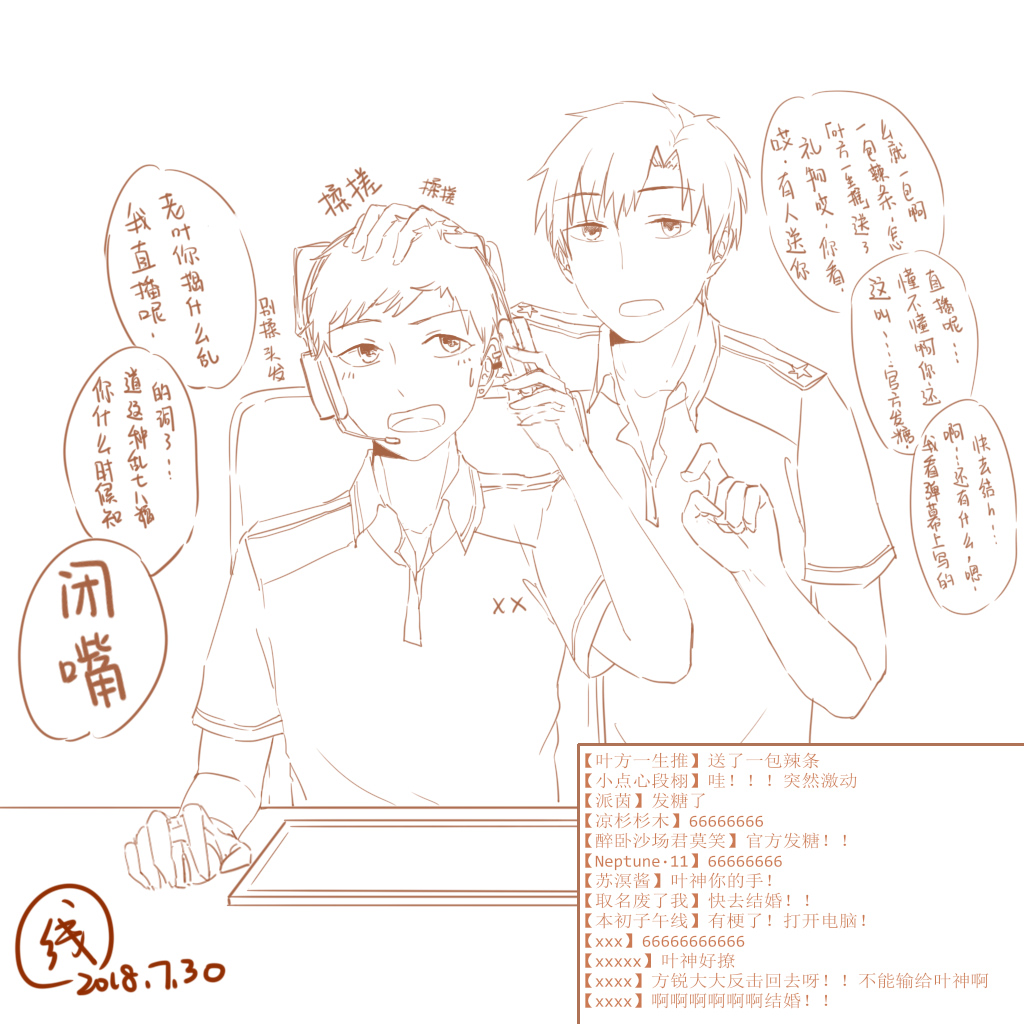 揉搓
揉搓
别揉头发
老叶你搞什么乱
我直播呢.
你什么时候知
道这种乱七八糟
的词了…
闭嘴
哎.有人送你
礼物哎,你看.
「叶方一生推」送了
一包辣条,怎
么就一包啊
这叫……官方发糖
懂不懂啊你还
直播呢…
我看弹幕上写的
啊…还有什么,嗯.
快去结h……
XX
【叶方一生推】送了一包辣条
【小点心段栩】哇！！！突然激动
【派茵】发糖了
【凉杉杉木】66666666
【醉卧沙场君莫笑】官方发糖！！
【Neptune·11】66666666
【苏溟酱】叶神你的手！
【取名废了我】快去结婚！！
【本初子午线】有梗了！打开电脑！
【xxx】66666666666
【xxxxx】叶神好撩
【xxxx】方锐大大反击回去呀！！不能输给叶神啊
【xxxx】啊啊啊啊啊啊结婚！！
线
2018.7.30